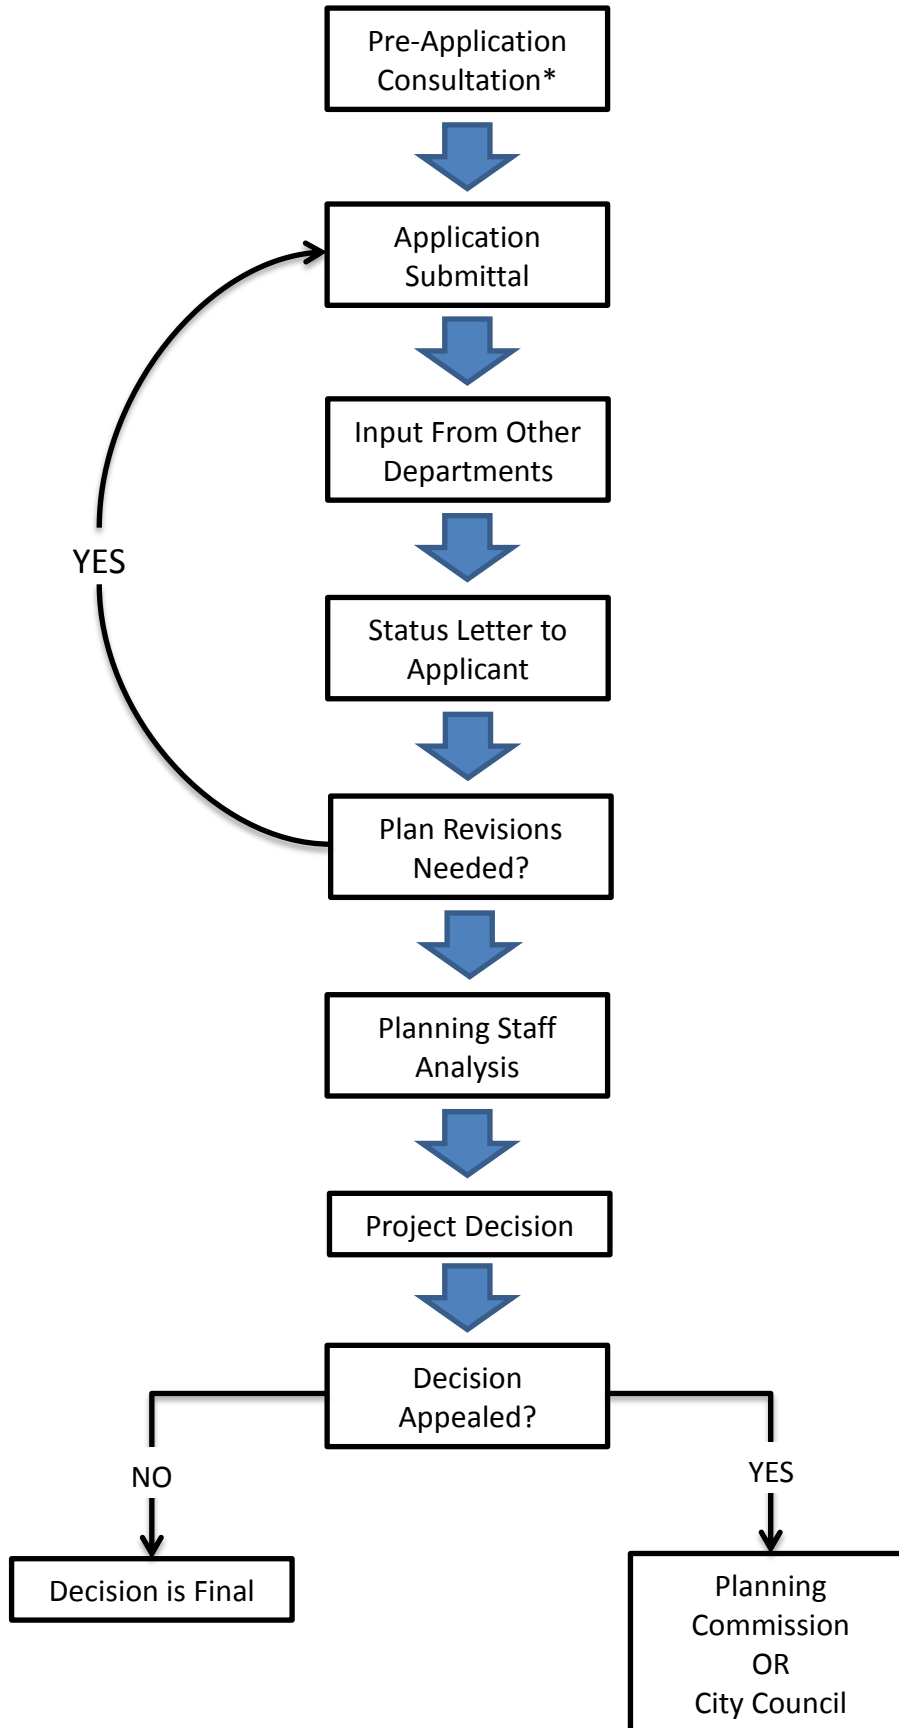 Pre-Application
Consultation*
Application
Submittal
Input From Other
Departments
YES
Status Letter to
Applicant
Plan Revisions
Needed?
Planning Staff
Analysis
Project Decision
Decision
Appealed?
NO
YES
Decision is Final
Planning
Commission
OR
City Council